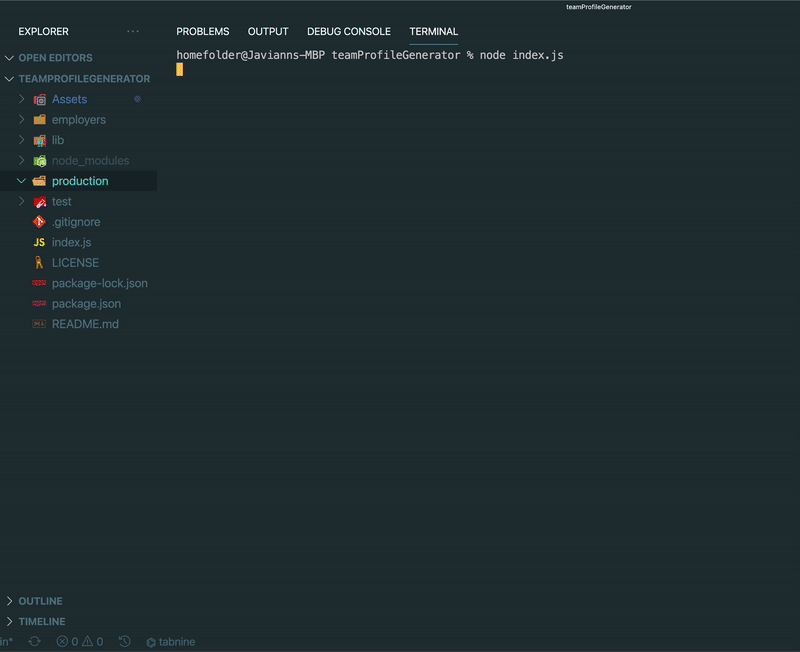 teamProfileGenerator
EXPLORER
PROBLEMS OUTPUT DEBUG CONSOLE TERMINAL
homefolder@Javianns-MBP teamProfileGenerator % node index.js
OPEN EDITORS
TEAMPROFILEGENERATOR
Assets
employers
lib
node_modules
production
test
.gitignore
JS index.js
LICENSE
package-lock.json
package.json
README.md
OUTLINE
TIMELINE
in* 0 0 tabnine